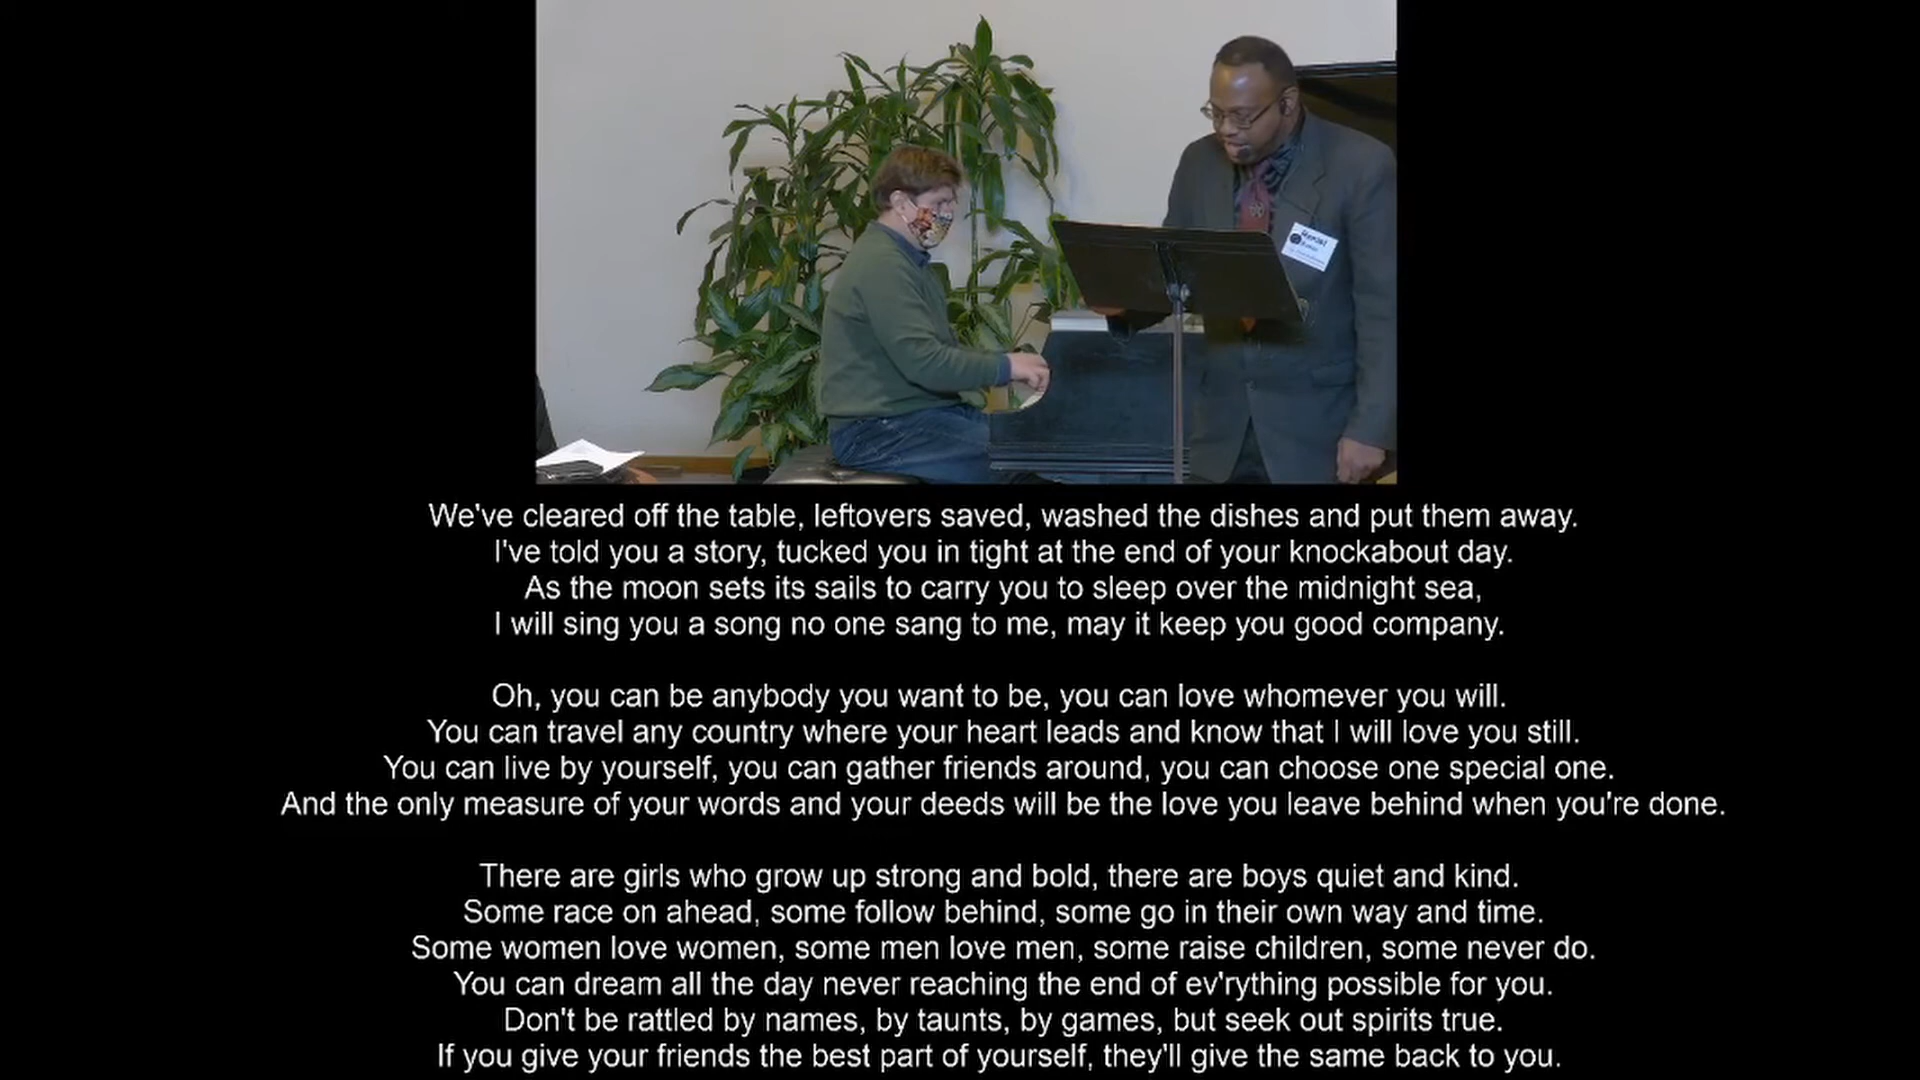 We've cleared off the table, leftovers saved, washed the dishes and put them away.
I've told you a story, tucked you in tight at the end of your knockabout day.
As the moon sets its sails to carry you to sleep over the midnight sea,
I will sing you a song no one sang to me, may it keep you good company.
Oh, you can be anybody you want to be, you can love whomever you will.
You can travel any country where your heart leads and know that I will love you still.
You can live by yourself, you can gather friends around, you can choose one special one.
And the only measure of your words and your deeds will be the love you leave behind when you're done.
There are girls who grow up strong and bold, there are boys quiet and kind.
Some race on ahead, some follow behind, some go in their own way and time.
Some women love women, some men love men, some raise children, some never do.
You can dream all the day never reaching the end of ev'rything possible for you.
Don't be rattled by names, by taunts, by games, but seek out spirits true.
If you give your friends the best part of yourself, they'll give the same back to you.